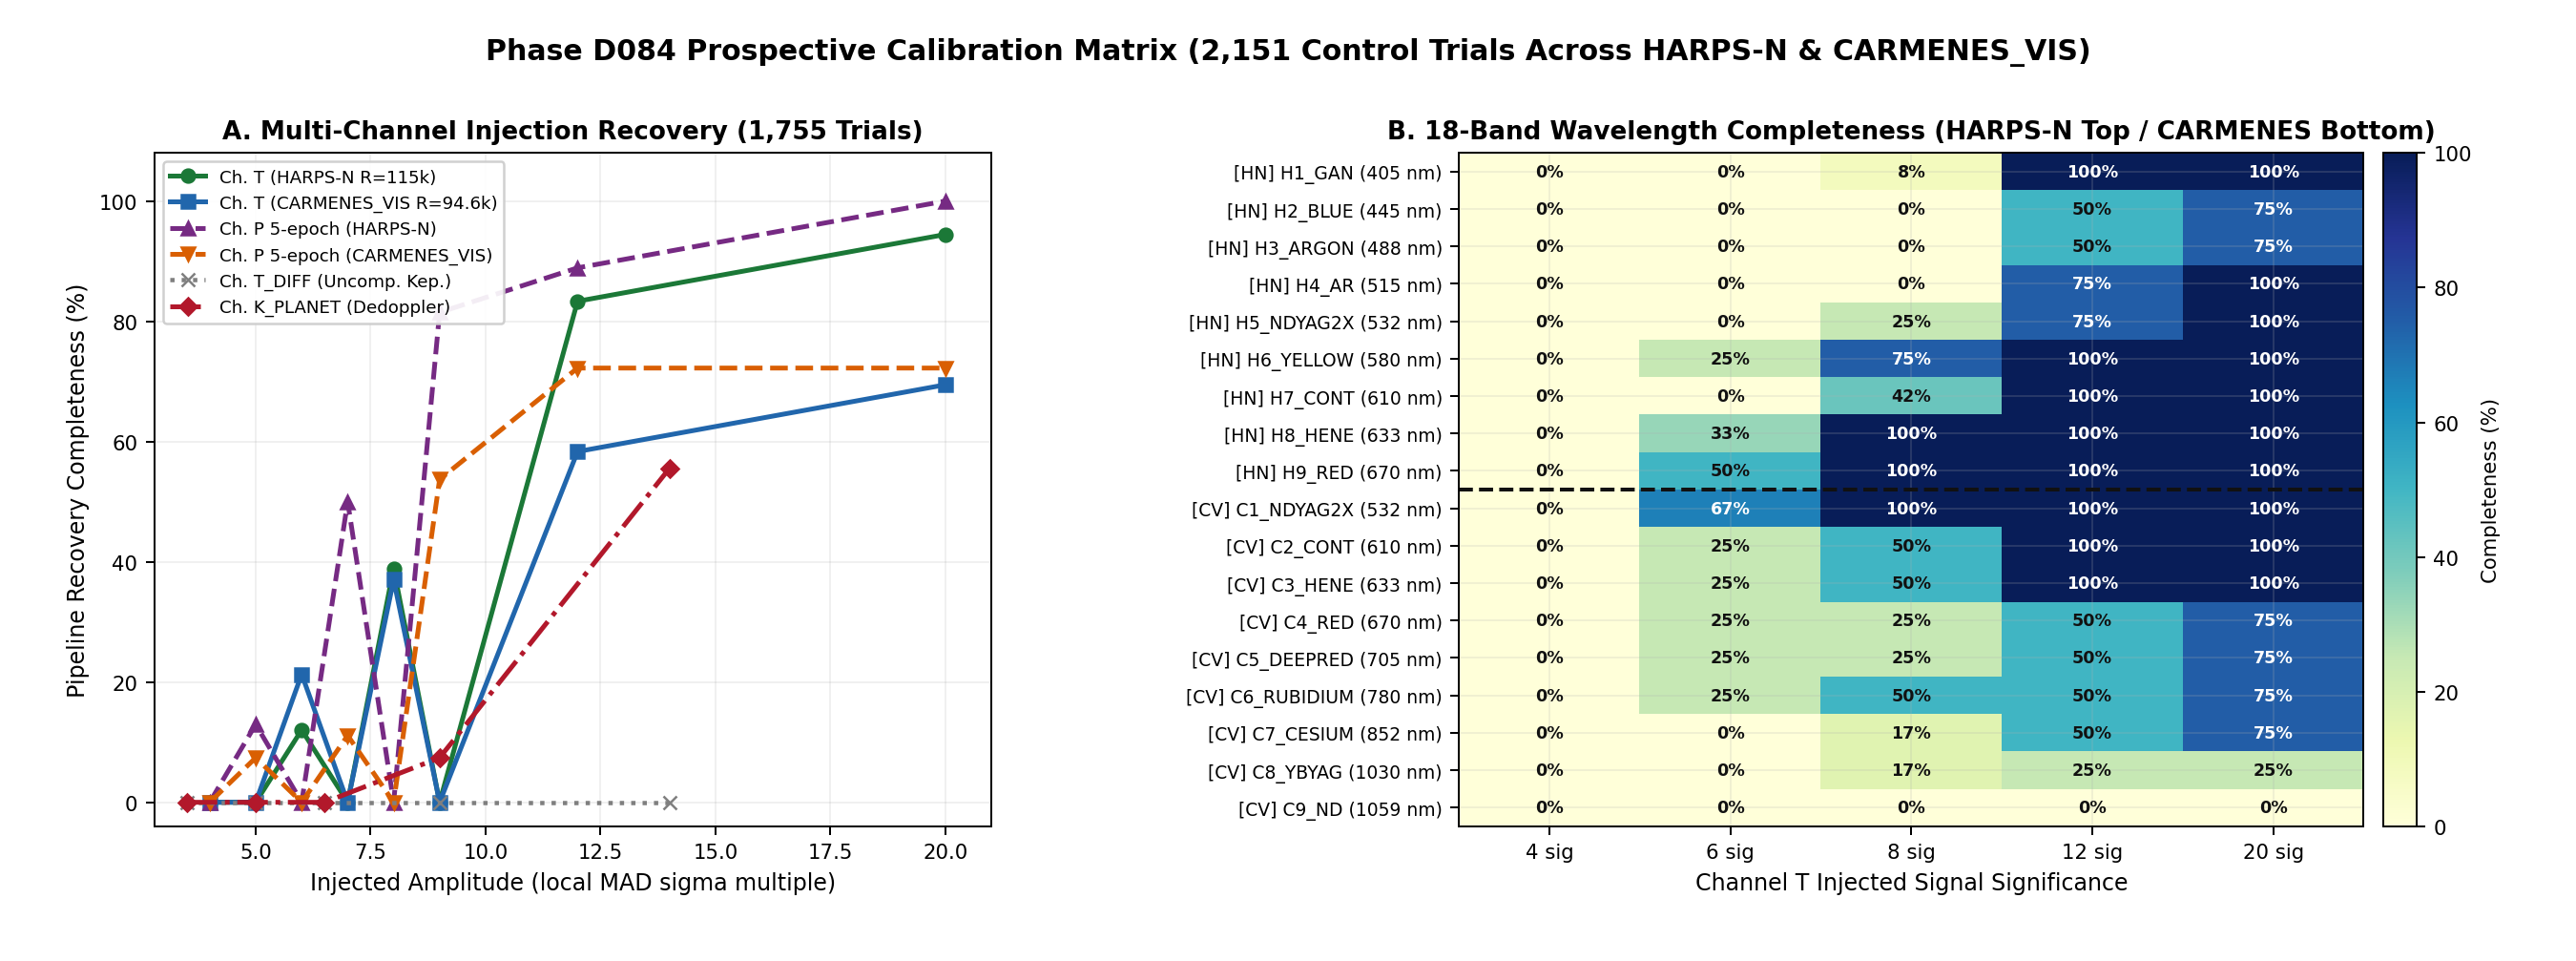 Phase D084 Prospective Calibration Matrix (2,151 Control Trials Across HARPS-N & CARMENES_VIS)
A. Multi-Channel Injection Recovery (1,755 Trials)
Pipeline Recovery Completeness (%)
100
80
60
40
20
0
Ch. T (HARPS-N R=115k)
Ch. T (CARMENES_VIS R=94.6k)
Ch. P 5-epoch (HARPS-N)
Ch. P 5-epoch (CARMENES_VIS)
Ch. T_DIFF (Uncomp. Kep.)
Ch. K_PLANET (Dedoppler)
5.0 7.5 10.0 12.5 15.0 17.5 20.0
Injected Amplitude (local MAD sigma multiple)
B. 18-Band Wavelength Completeness (HARPS-N Top / CARMENES Bottom)
[HN] H1_GAN (405 nm) 0% 0% 8% 100% 100%
[HN] H2_BLUE (445 nm) 0% 0% 0% 50% 75%
[HN] H3_ARGON (488 nm) 0% 0% 0% 50% 75%
[HN] H4_AR (515 nm) 0% 0% 0% 75% 100%
[HN] H5_NDYAG2X (532 nm) 0% 0% 25% 75% 100%
[HN] H6_YELLOW (580 nm) 0% 25% 75% 100% 100%
[HN] H7_CONT (610 nm) 0% 0% 42% 100% 100%
[HN] H8_HENE (633 nm) 0% 33% 100% 100% 100%
[HN] H9_RED (670 nm) 0% 50% 100% 100% 100%
[CV] C1_NDYAG2X (532 nm) 0% 67% 100% 100% 100%
[CV] C2_CONT (610 nm) 0% 25% 50% 100% 100%
[CV] C3_HENE (633 nm) 0% 25% 50% 100% 100%
[CV] C4_RED (670 nm) 0% 25% 25% 50% 75%
[CV] C5_DEEPRED (705 nm) 0% 25% 25% 50% 75%
[CV] C6_RUBIDIUM (780 nm) 0% 25% 50% 50% 75%
[CV] C7_CESIUM (852 nm) 0% 0% 17% 50% 75%
[CV] C8_YBYAG (1030 nm) 0% 0% 17% 25% 25%
[CV] C9_ND (1059 nm) 0% 0% 0% 0% 0%
4 sig 6 sig 8 sig 12 sig 20 sig
Channel T Injected Signal Significance
100
80
60
40
20
0
Completeness (%)